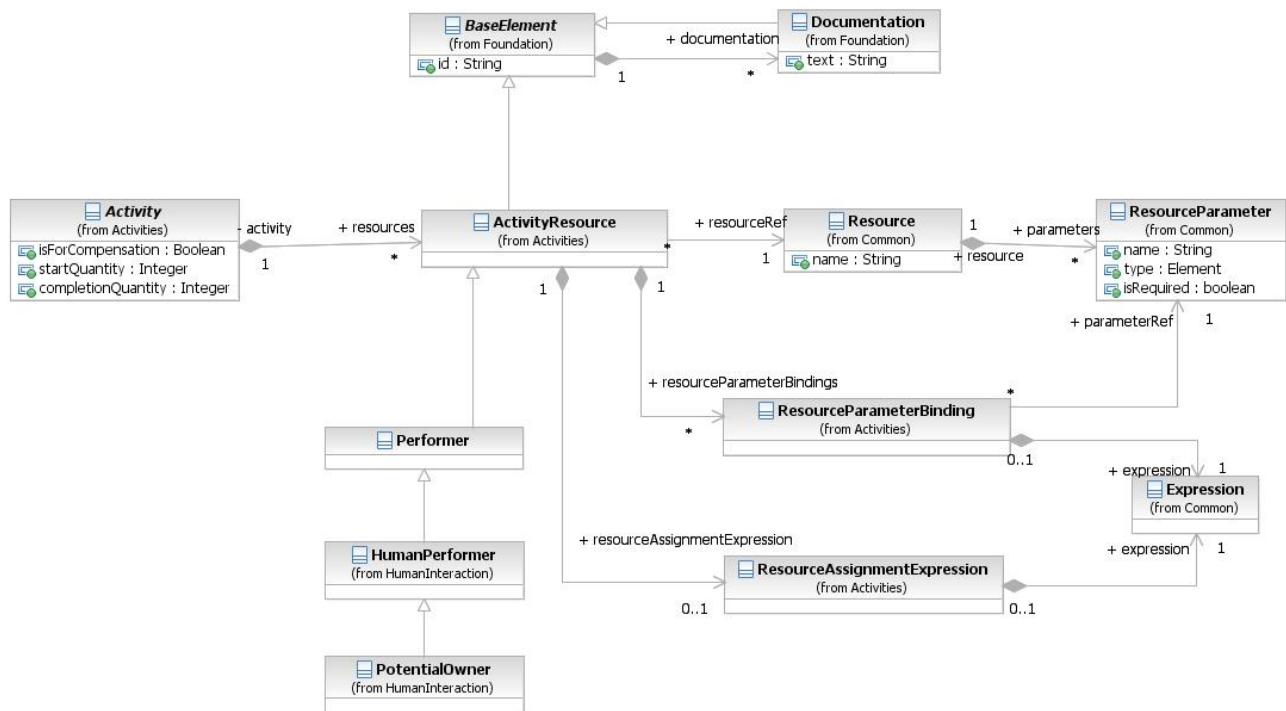 BaseElement
(from Foundation)
id : String
+ documentation
1
*
Documentation
(from Foundation)
text : String
Activity
(from Activities)
isForCompensation : Boolean
startQuantity : Integer
completionQuantity : Integer
- activity
1
+ resources
*
ActivityResource
(from Activities)
+ resourceRef
*
1
Resource
(from Common)
name : String
1
+ resource
+ parameters
*
ResourceParameter
(from Common)
name : String
type : Element
isRequired : boolean
1
1
+ parameterRef
1
+ resourceParameterBindings
*
ResourceParameterBinding
(from Activities)
*
0..1
Performer
+ expression
1
Expression
(from Common)
HumanPerformer
(from HumanInteraction)
+ resourceAssignmentExpression
0..1
ResourceAssignmentExpression
(from Activities)
0..1
+ expression
1
PotentialOwner
(from HumanInteraction)